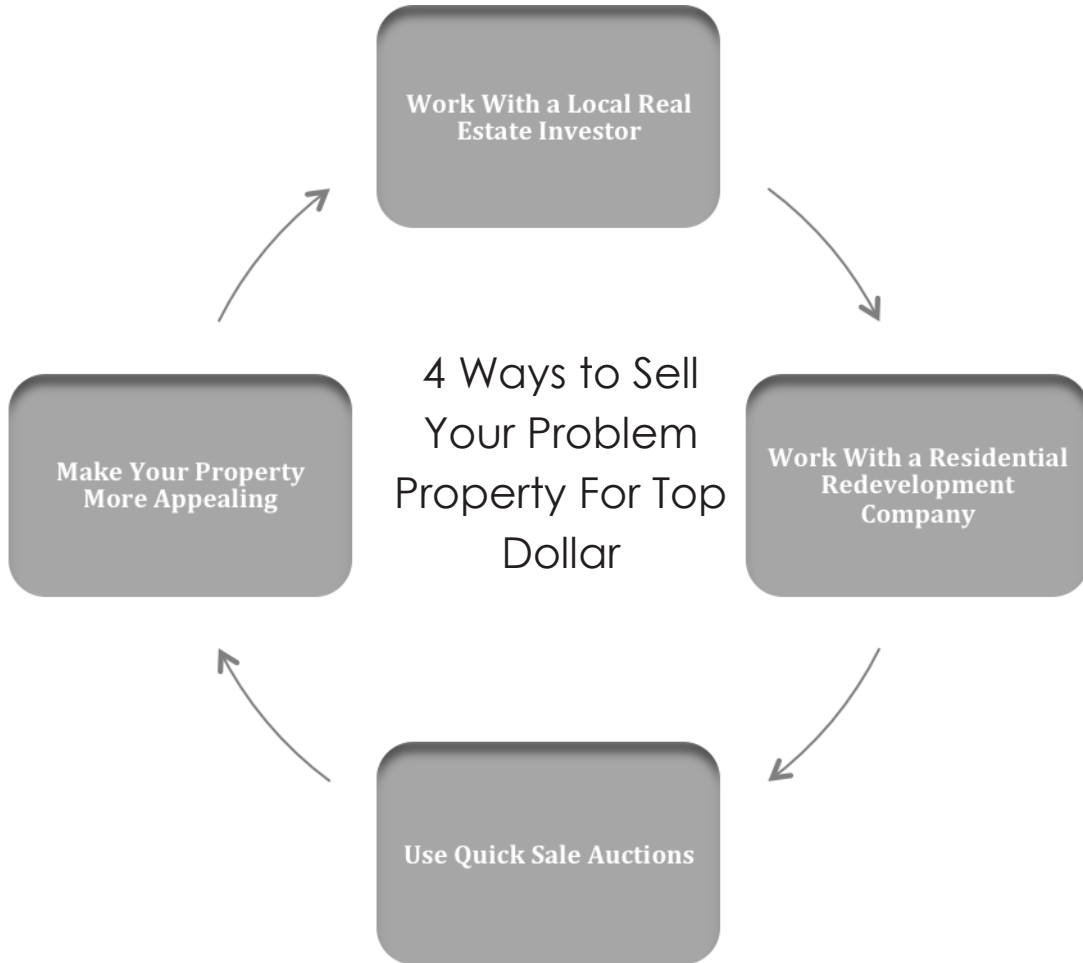 Work With a Local Real
Estate Investor
4 Ways to Sell
Your Problem
Property For Top
Dollar
Make Your Property
More Appealing
Work With a Residential
Redevelopment
Company
Use Quick Sale Auctions